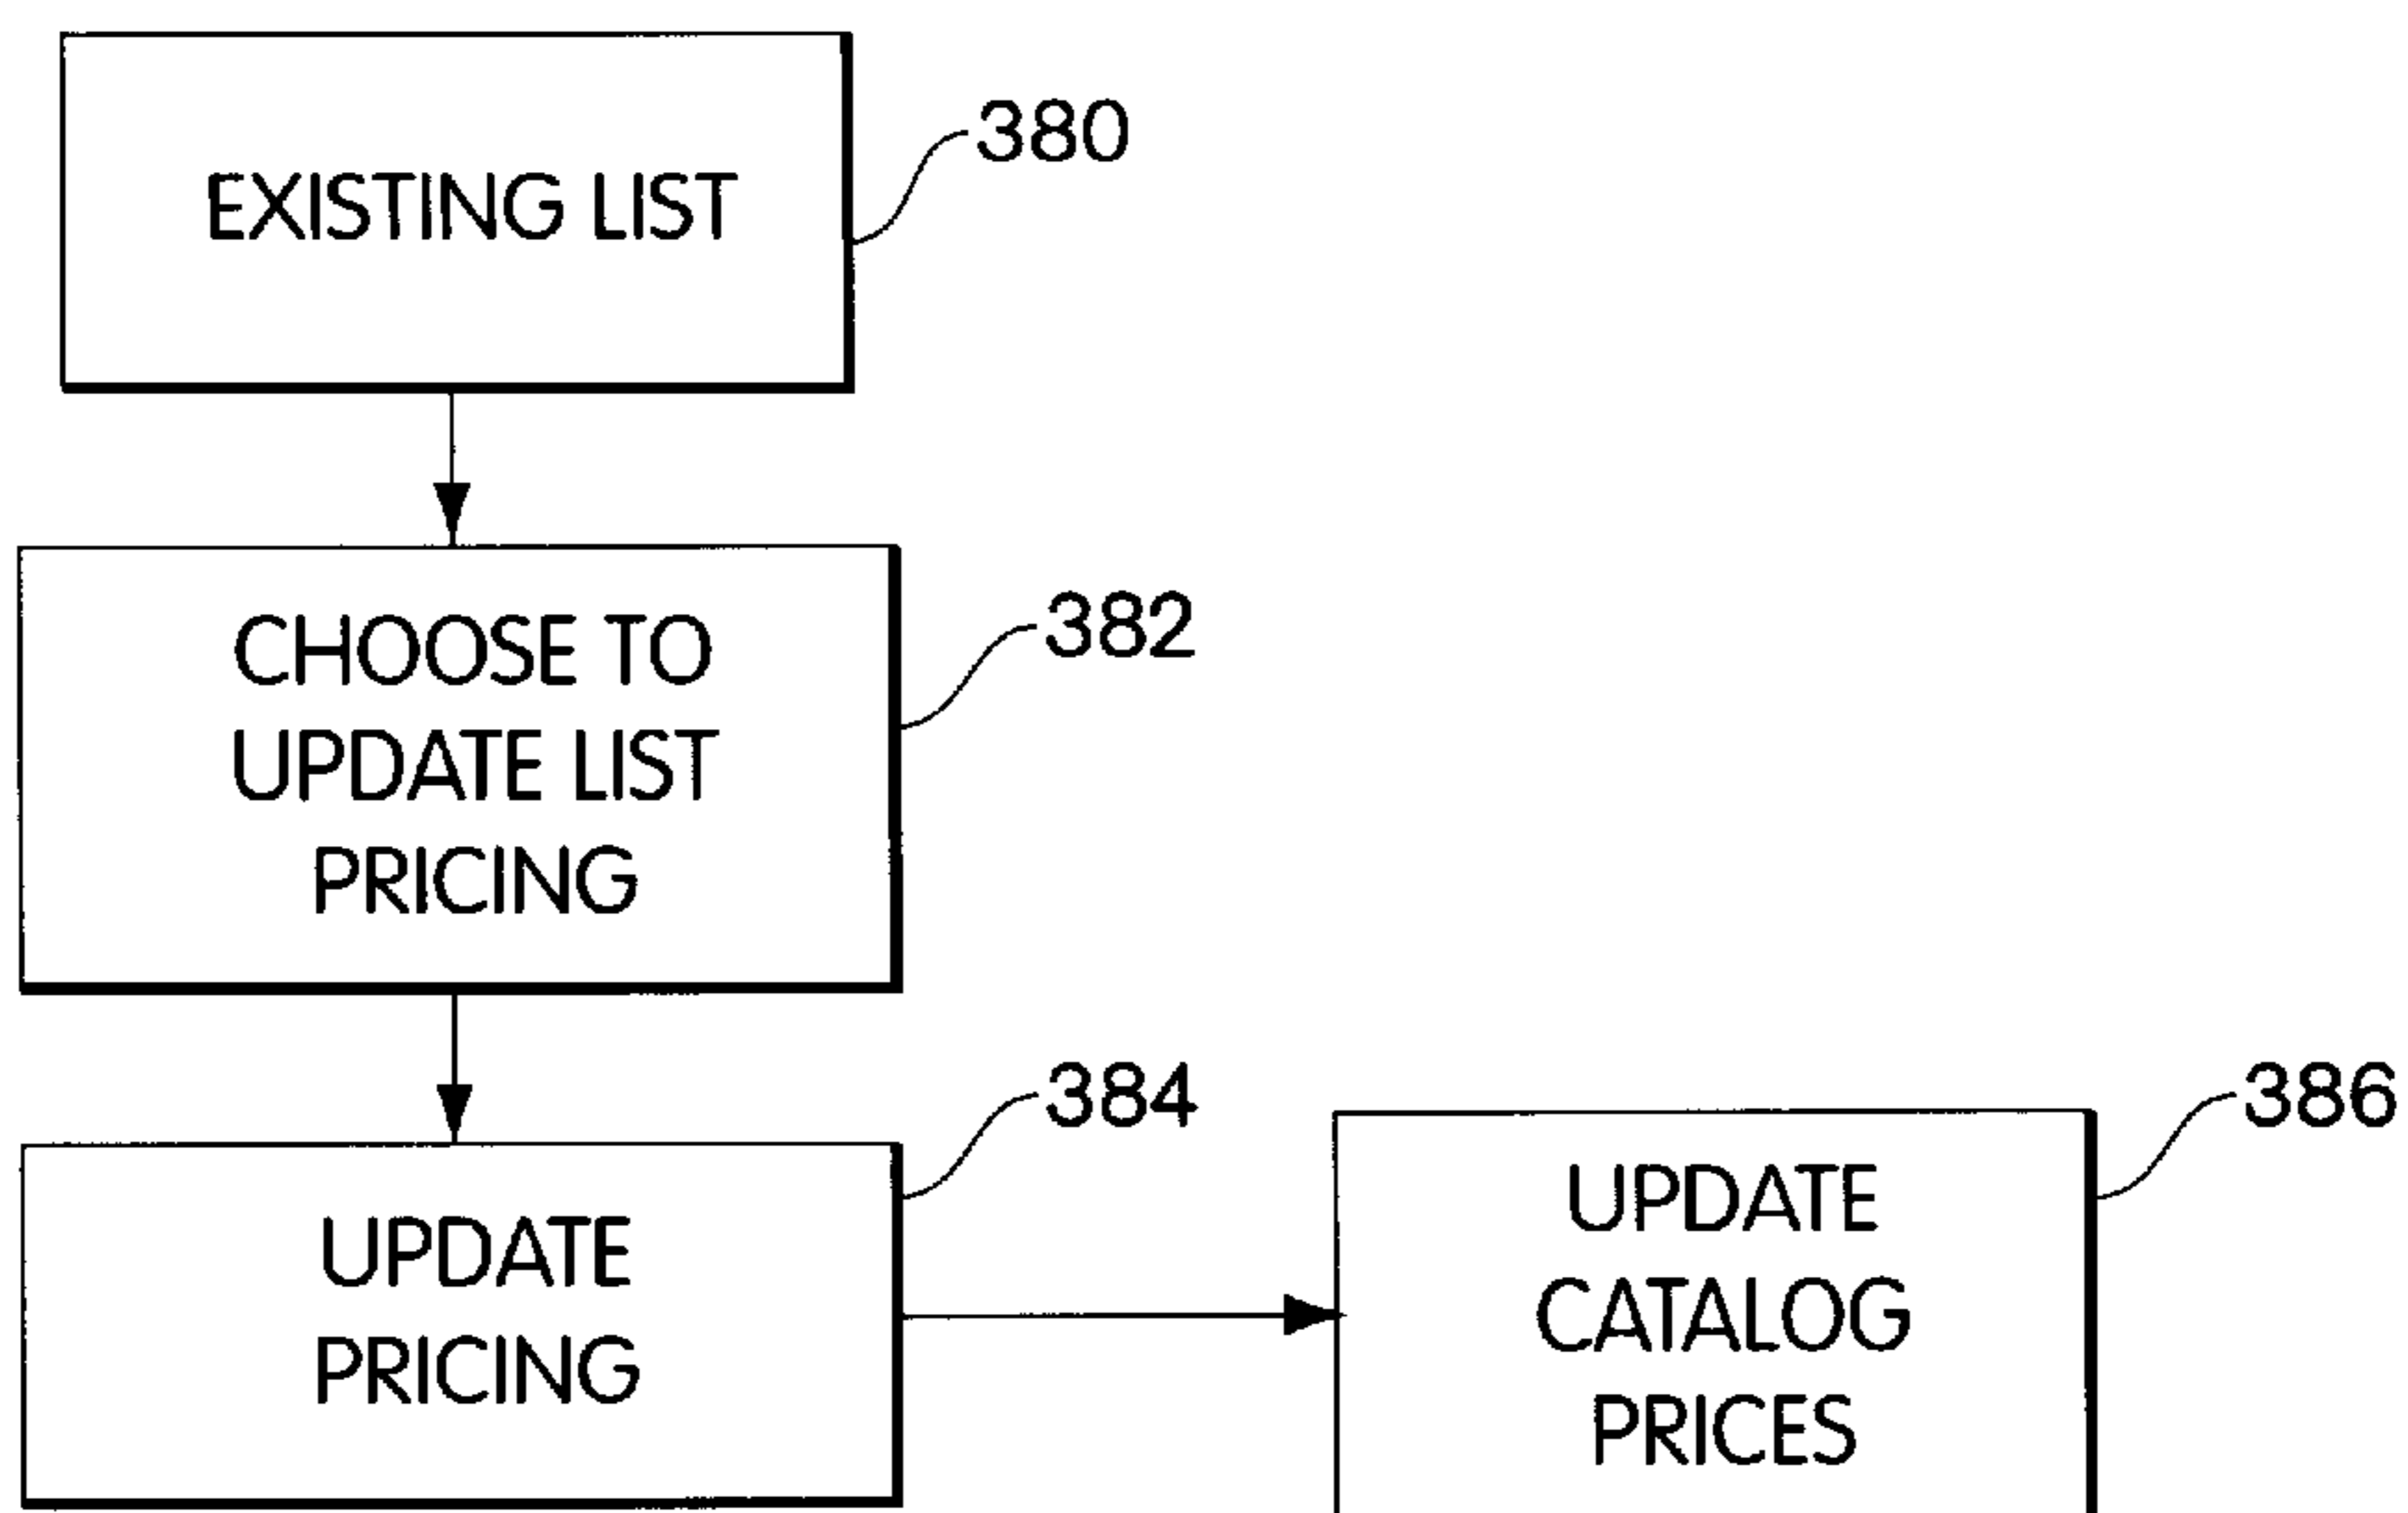 EXISTING LIST
380
CHOOSE TO
UPDATE LIST
PRICING
382
UPDATE
PRICING
384
UPDATE
CATALOG
PRICES
386